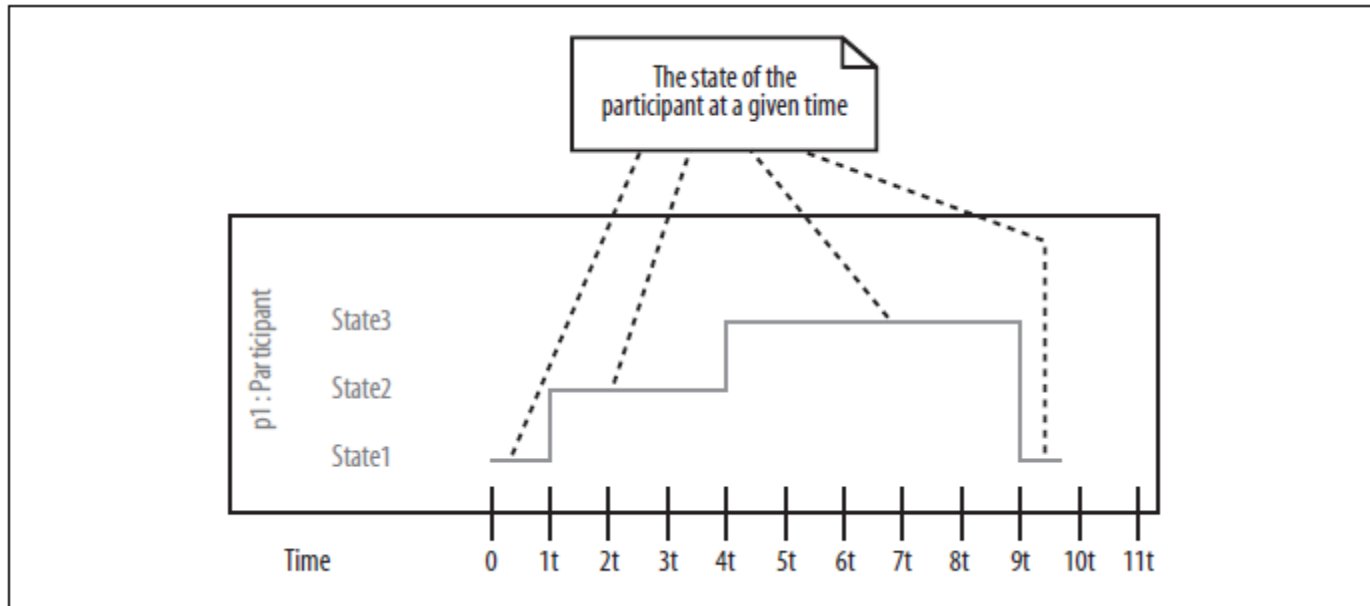 The state of the
participant at a given time
p1 : Participant
State3
State2
State1
Time 0 1t 2t 3t 4t 5t 6t 7t 8t 9t 10t 11t